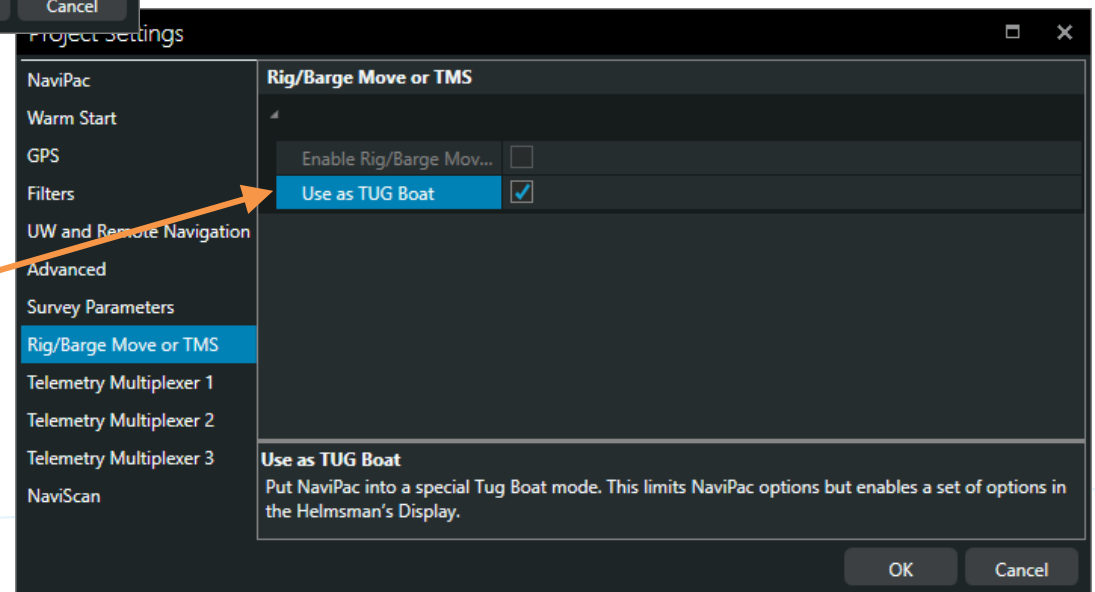 Cancel
Project Settings
NaviPac
Warm Start
GPS
Filters
UW and Remote Navigation
Advanced
Survey Parameters
Rig/Barge Move or TMS
Telemetry Multiplexer 1
Telemetry Multiplexer 2
Telemetry Multiplexer 3
NaviScan
Rig/Barge Move or TMS
Enable Rig/Barge Mov...
Use as TUG Boat
Use as TUG Boat
Put NaviPac into a special Tug Boat mode. This limits NaviPac options but enables a set of options in
the Helmsman's Display.
OK
Cancel